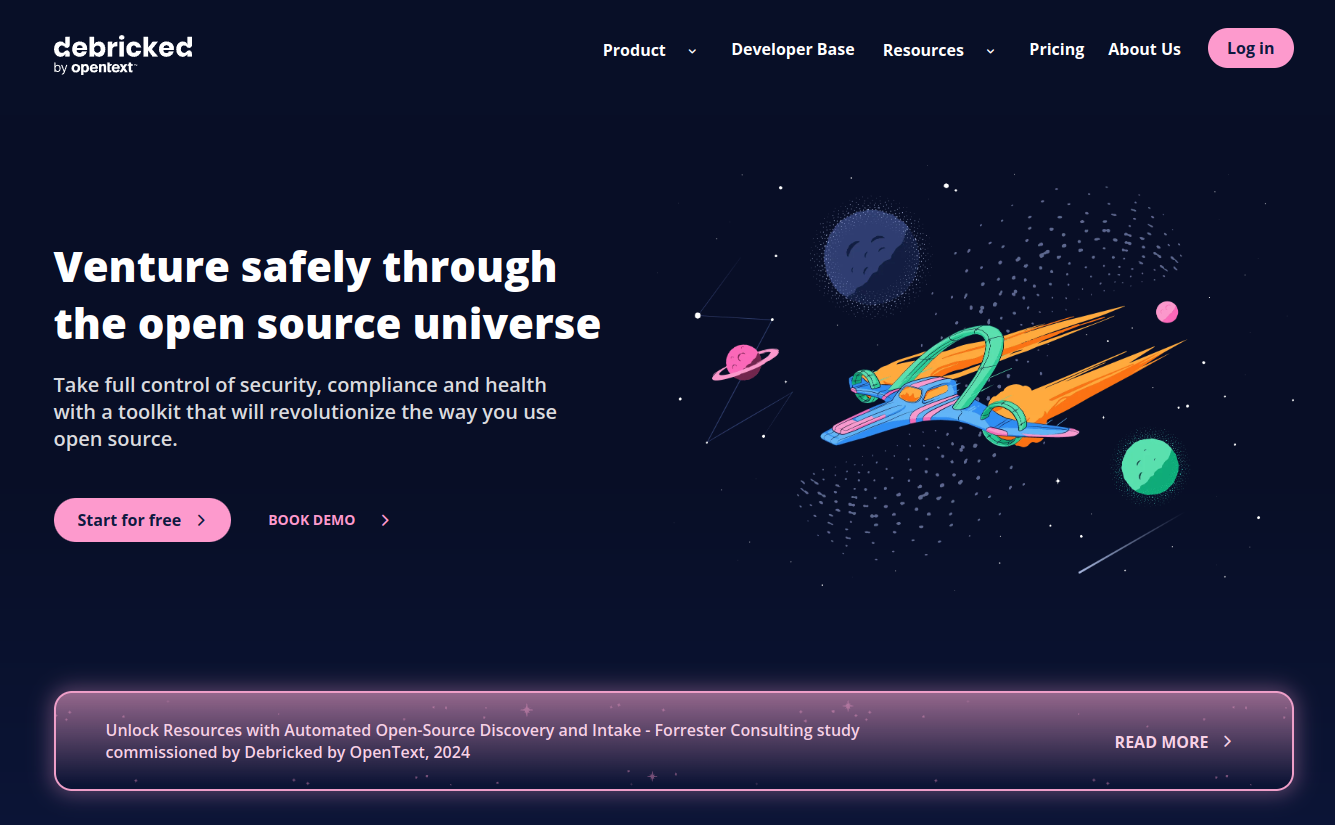 debricked
by opentext™
Product
Developer Base
Resources
Pricing
About Us
Log in
Venture safely through
the open source universe
Take full control of security, compliance and health
with a toolkit that will revolutionize the way you use
open source.
Start for free
BOOK DEMO
Unlock Resources with Automated Open-Source Discovery and Intake - Forrester Consulting study
commissioned by Debricked by OpenText, 2024
READ MORE